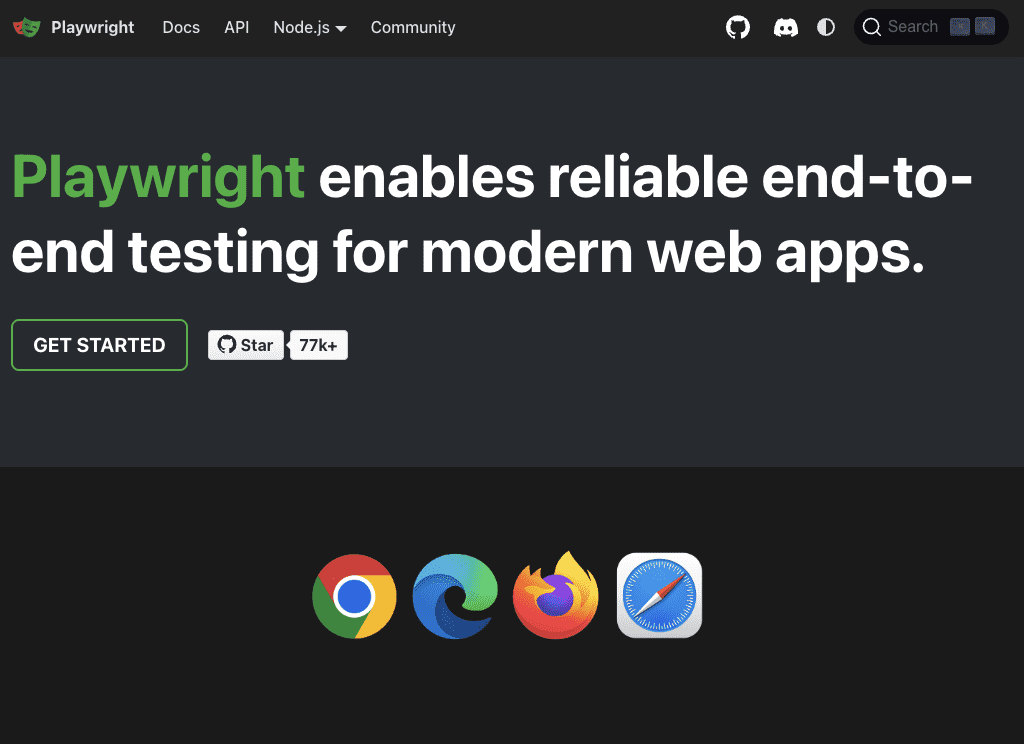 Playwright Docs API Node.js Community Search
Playwright enables reliable end-to-
end testing for modern web apps.
GET STARTED Star 77k+